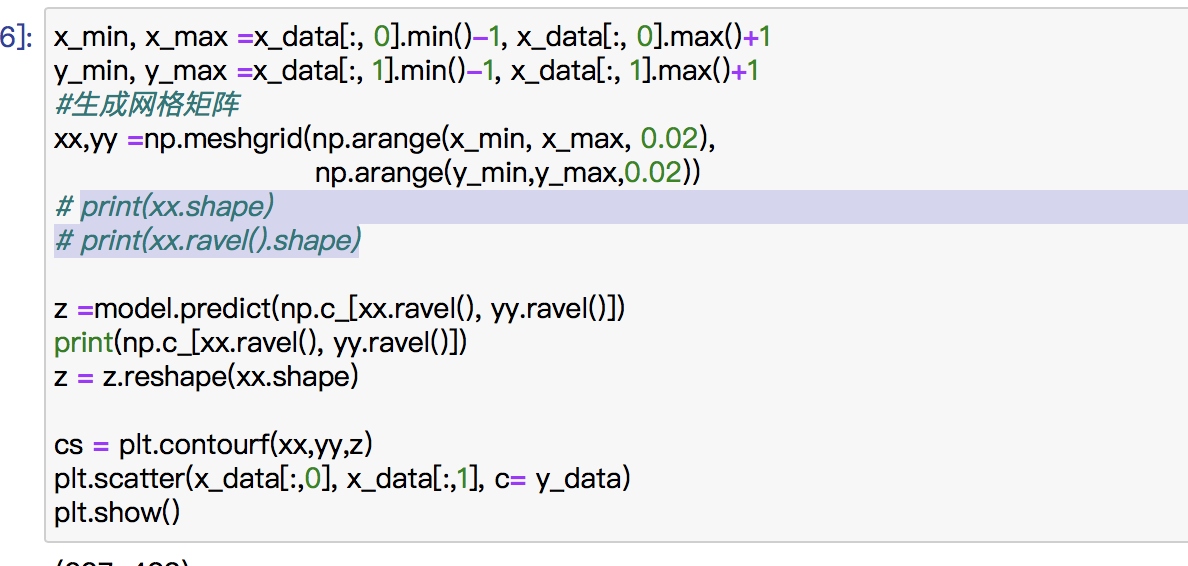 6]: x_min, x_max =x_data[:, 0].min()-1, x_data[:, 0].max()+1
y_min, y_max =x_data[:, 1].min()-1, x_data[:, 1].max()+1
#生成网格矩阵
xx,yy =np.meshgrid(np.arange(x_min, x_max, 0.02),
np.arange(y_min,y_max,0.02))
# print(xx.shape)
# print(xx.ravel().shape)
z =model.predict(np.c_[xx.ravel(), yy.ravel()])
print(np.c_[xx.ravel(), yy.ravel()])
z = z.reshape(xx.shape)
cs = plt.contourf(xx,yy,z)
plt.scatter(x_data[:,0], x_data[:,1], c= y_data)
plt.show()